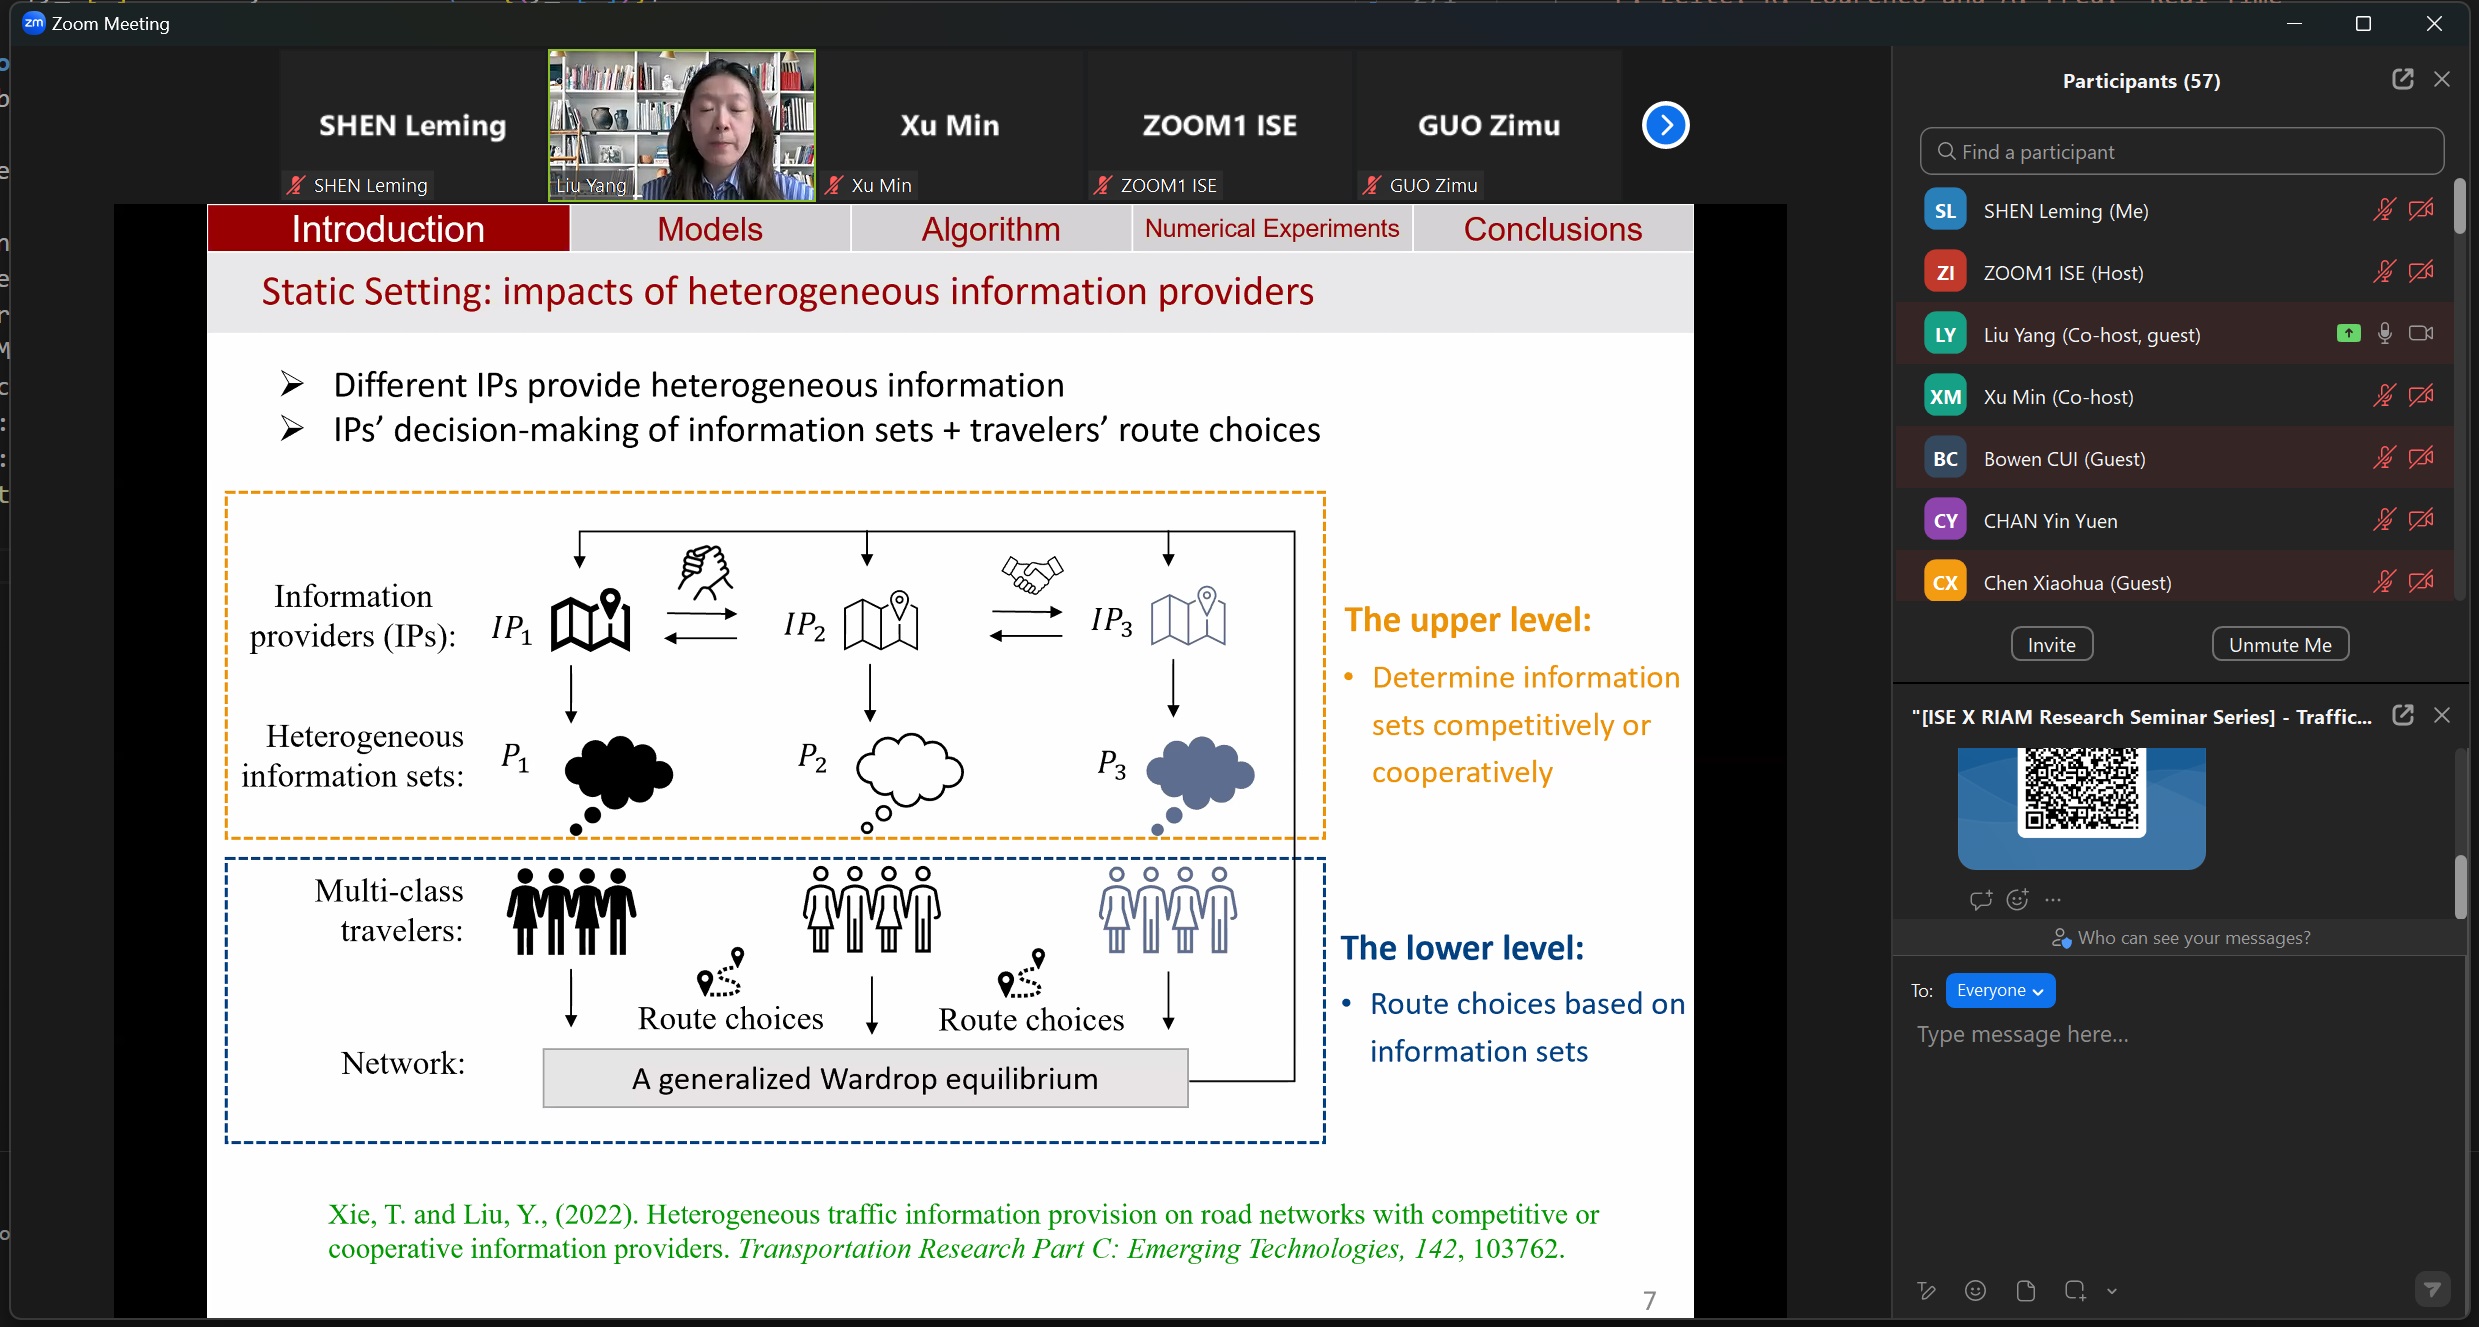 Zoom Meeting
SHEN Leming
Xu Min
ZOOM1 ISE
GUO Zimu
SHEN Leming
Liu Yang
Xu Min
ZOOM1 ISE
GUO Zimu
Introduction
Models
Algorithm
Numerical Experiments
Conclusions
Static Setting: impacts of heterogeneous information providers
➢ Different IPs provide heterogeneous information
➢ IPs’ decision-making of information sets + travelers’ route choices
Information
providers (IPs):
IP₁
IP₂
IP₃
Heterogeneous
information sets:
P₁
P₂
P₃
The upper level:
• Determine information
sets competitively or
cooperatively
Multi-class
travelers:
Route choices
Route choices
Network:
A generalized Wardrop equilibrium
The lower level:
• Route choices based on
information sets
Xie, T. and Liu, Y., (2022). Heterogeneous traffic information provision on road networks with competitive or
cooperative information providers. Transportation Research Part C: Emerging Technologies, 142, 103762.
7
Participants (57)
Find a participant
SL SHEN Leming (Me)
ZI ZOOM1 ISE (Host)
LY Liu Yang (Co-host, guest)
XM Xu Min (Co-host)
BC Bowen CUI (Guest)
CY CHAN Yin Yuen
CX Chen Xiaohua (Guest)
Invite
Unmute Me
"[ISE X RIAM Research Seminar Series] - Traffic...
Who can see your messages?
To: Everyone
Type message here...